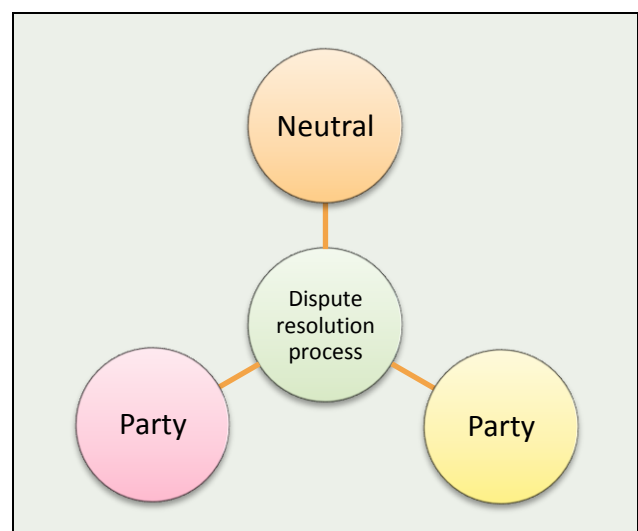 Neutral
Dispute
resolution
process
Party
Party